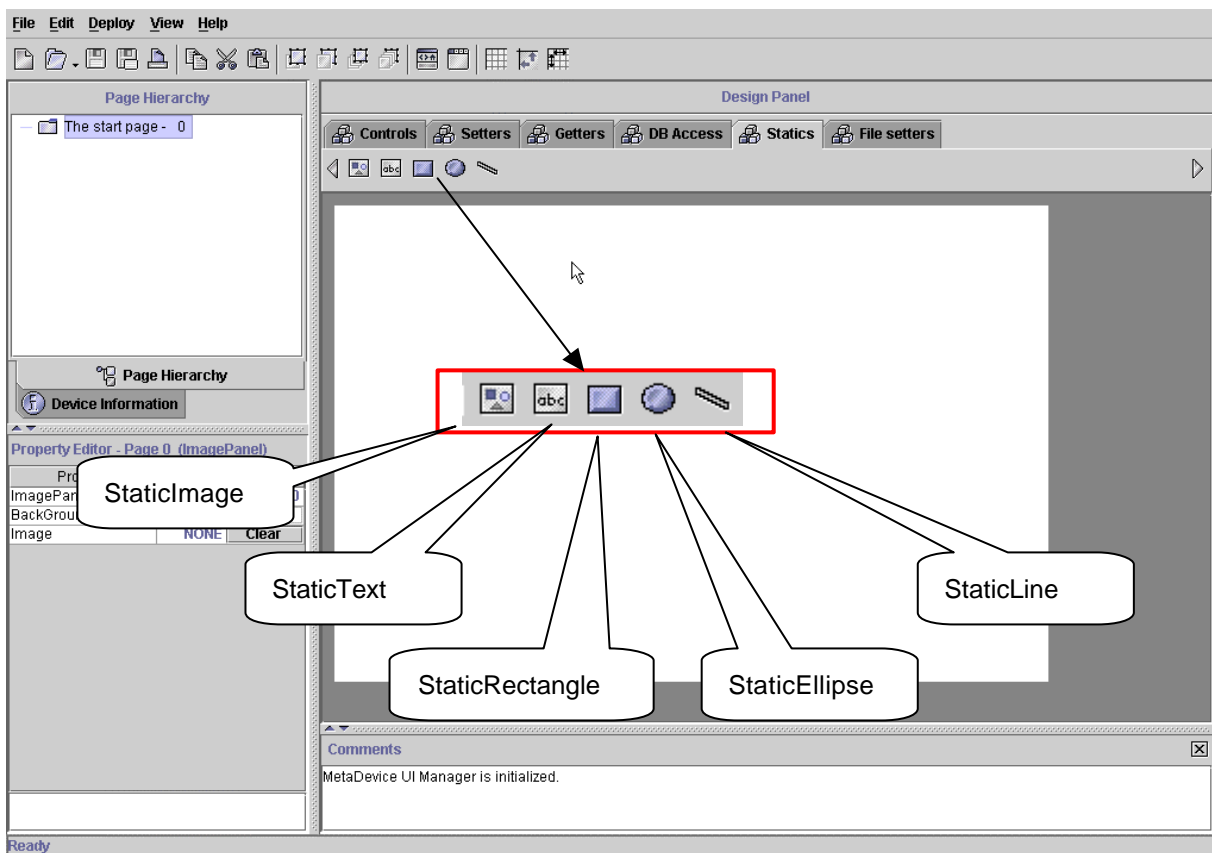 File Edit Deploy View Help
Page Hierarchy
The start page - 0
Page Hierarchy
Device Information
Design Panel
Controls Setters Getters DB Access Statics File setters
abc
abc
Property Editor - Page 0 (ImagePanel)
Image NONE Clear
StaticImage
StaticText
StaticRectangle
StaticEllipse
StaticLine
Comments
MetaDevice UI Manager is initialized.
Ready